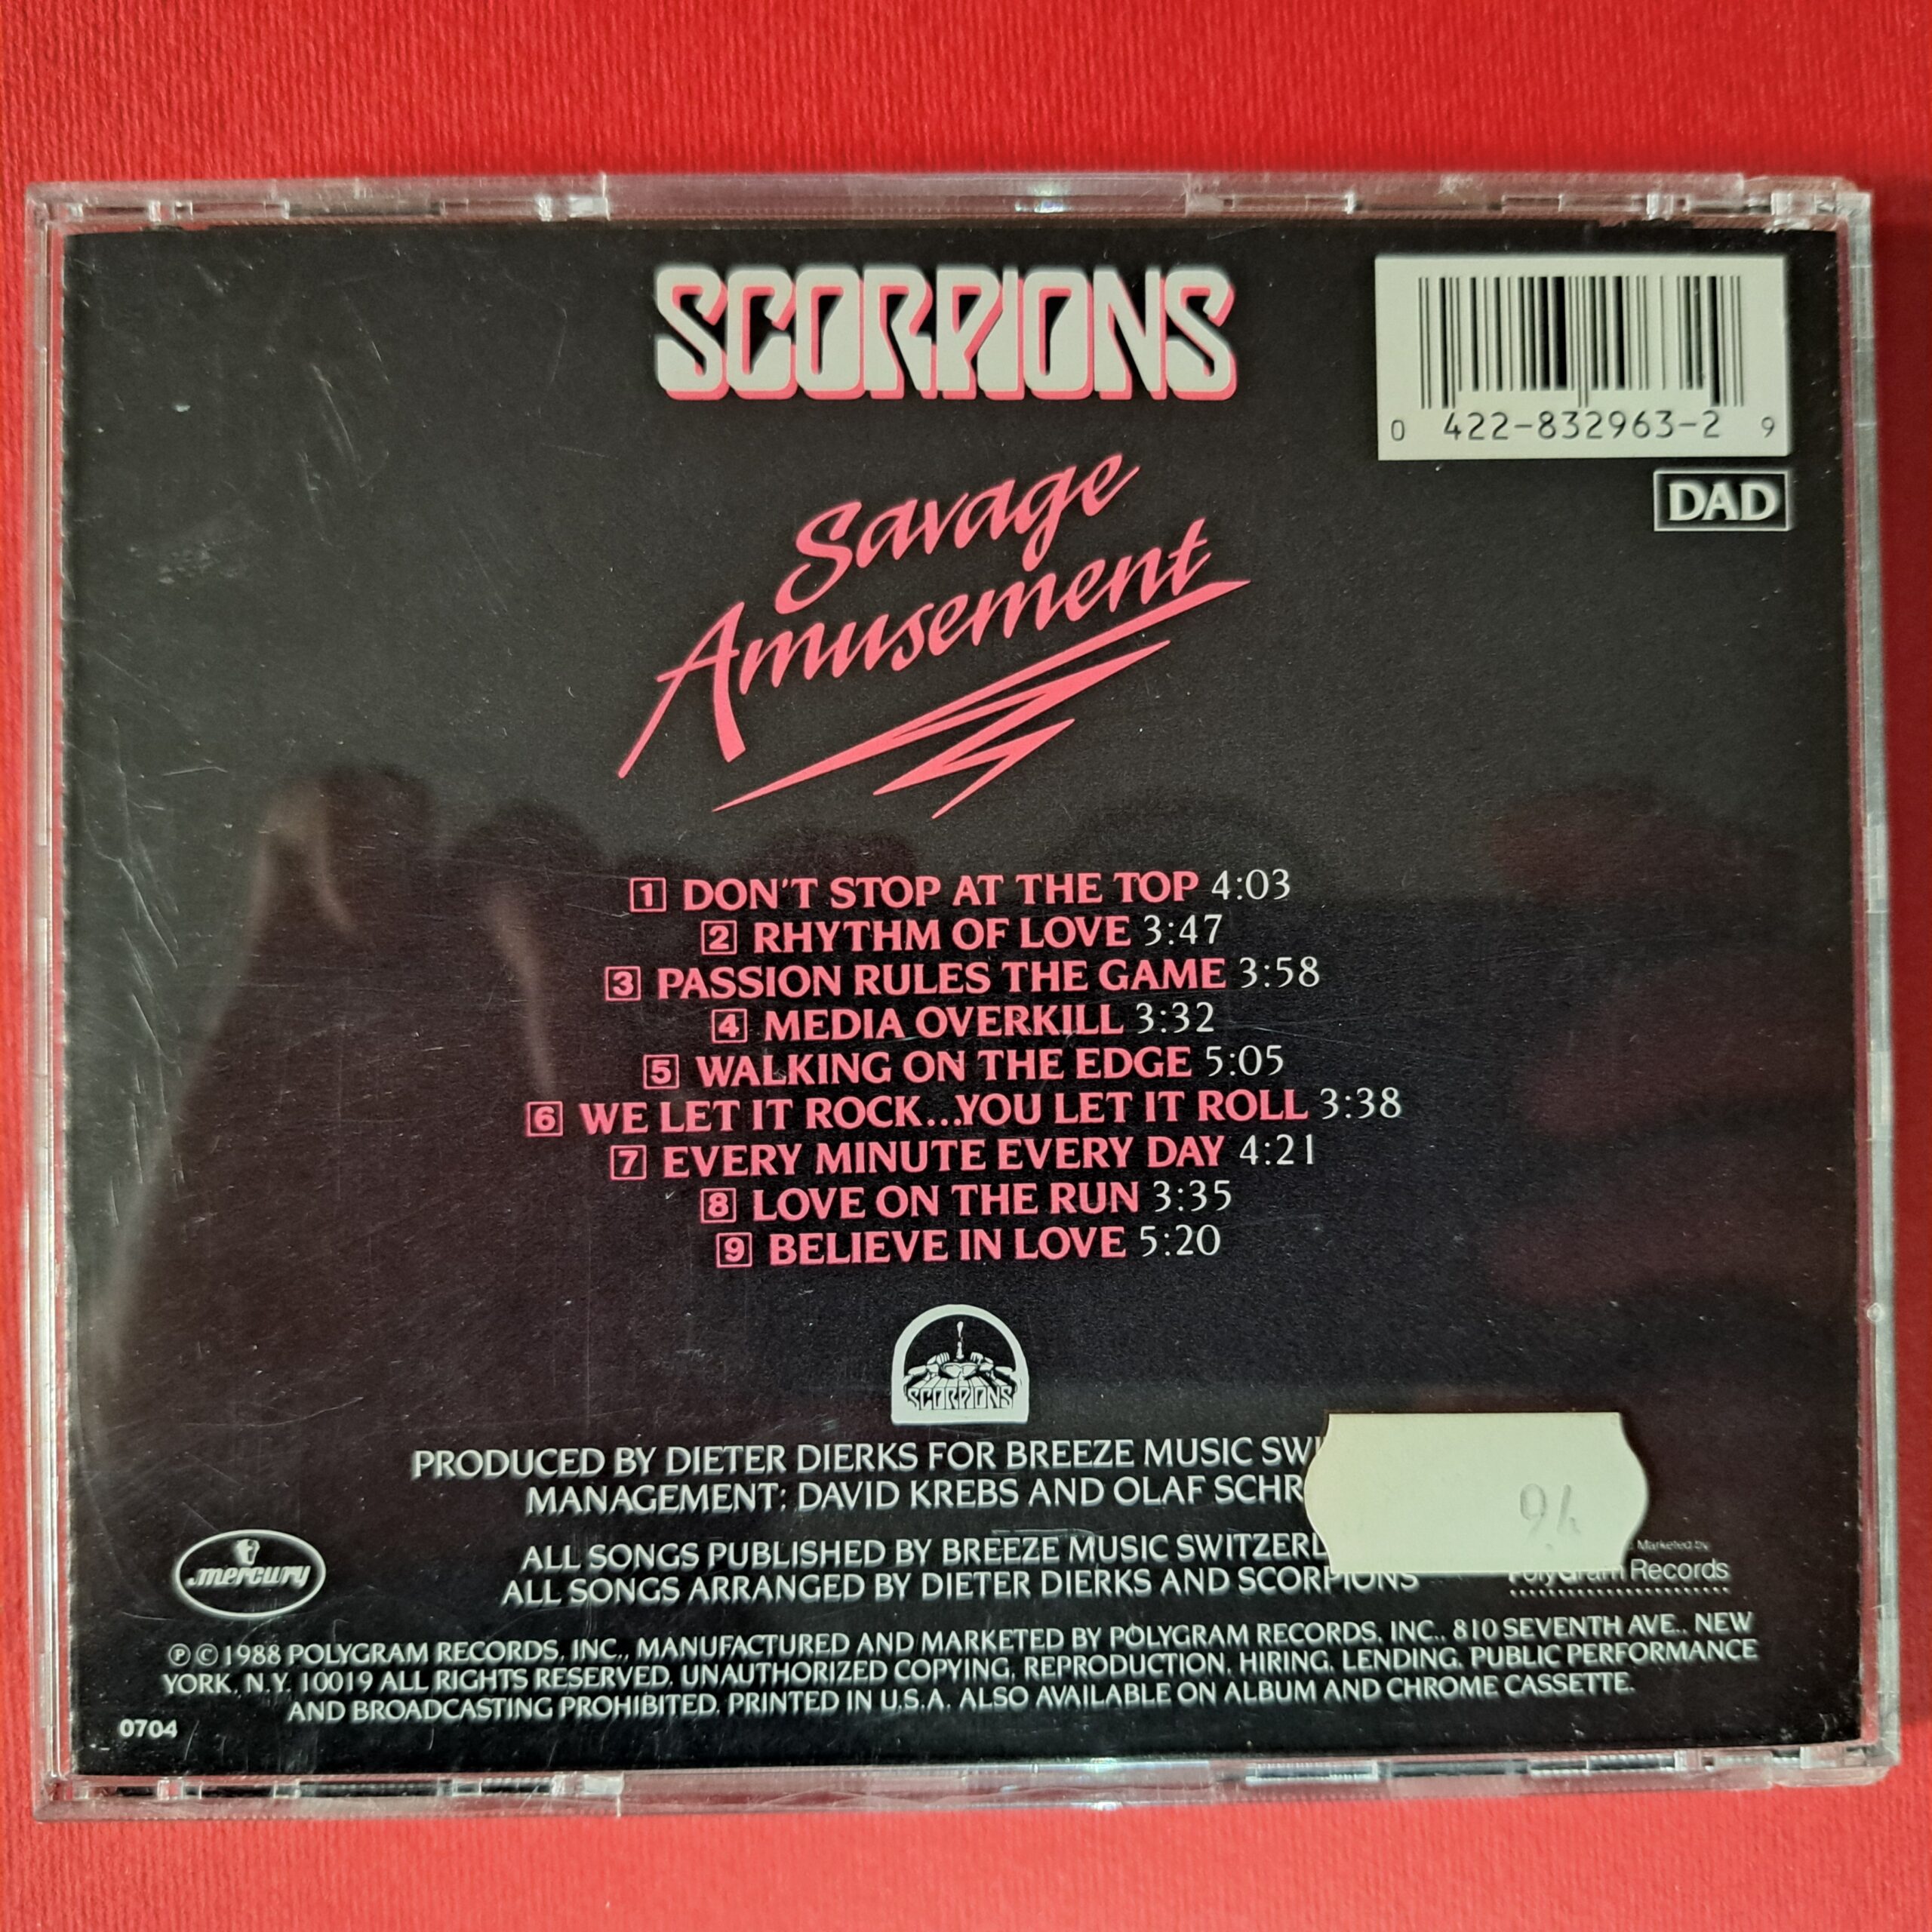 SCORPIONS
0 422-832963-2 9
DAD
Savage
Amusement
1 DON'T STOP AT THE TOP 4:03
2 RHYTHM OF LOVE 3:47
3 PASSION RULES THE GAME 3:58
4 MEDIA OVERKILL 3:32
5 WALKING ON THE EDGE 5:05
6 WE LET IT ROCK...YOU LET IT ROLL 3:38
7 EVERY MINUTE EVERY DAY 4:21
8 LOVE ON THE RUN 3:35
9 BELIEVE IN LOVE 5:20
SCORPIONS
PRODUCED BY DIETER DIERKS FOR BREEZE MUSIC
MANAGEMENT: DAVID KREBS AND OLAF
94
ALL SONGS PUBLISHED BY BREEZE MUSIC
ALL SONGS ARRANGED BY DIETER DIERKS AND SCORPIONS
mercury
Marketed by
PolyGram Records
℗ © 1988 POLYGRAM RECORDS, INC., MANUFACTURED AND MARKETED BY POLYGRAM RECORDS, INC., 810 SEVENTH AVE., NEW
YORK, N.Y. 10019 ALL RIGHTS RESERVED. UNAUTHORIZED COPYING, REPRODUCTION, HIRING, LENDING, PUBLIC PERFORMANCE
AND BROADCASTING PROHIBITED. PRINTED IN U.S.A. ALSO AVAILABLE ON ALBUM AND CHROME CASSETTE.
0704